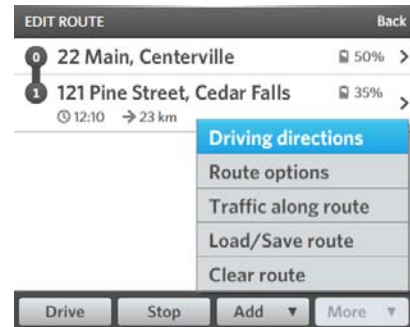 EDIT ROUTE Back
0 22 Main, Centerville 50% >
1 121 Pine Street, Cedar Falls 35% >
12:10 → 23 km
Driving directions
Route options
Traffic along route
Load/Save route
Clear route
Drive Stop Add ▼ More ▼